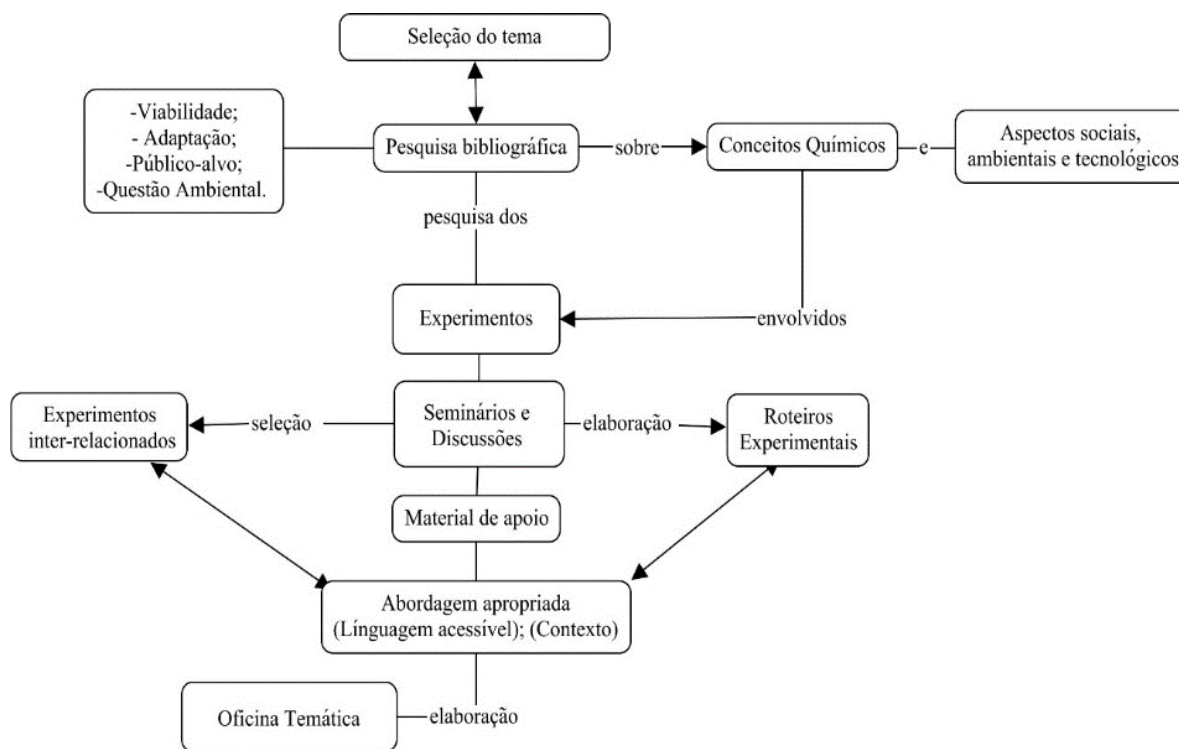 Seleção do tema
-Viabilidade;
- Adaptação;
-Público-alvo;
-Questão Ambiental.
Pesquisa bibliográfica
sobre
Conceitos Químicos
e
Aspectos sociais,
ambientais e tecnológicos
pesquisa dos
Experimentos
envolvidos
Experimentos
inter-relacionados
seleção
Seminários e
Discussões
elaboração
Roteiros
Experimentais
Material de apoio
Abordagem apropriada
(Línguagem acessível); (Contexto)
Oficina Temática
elaboração